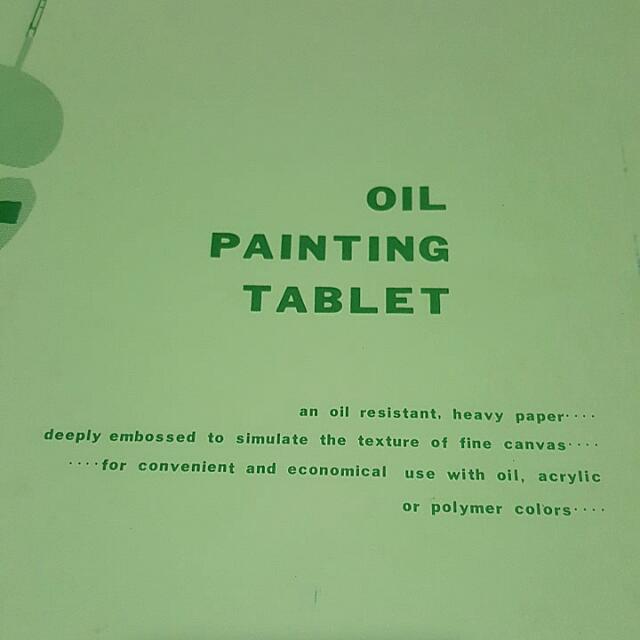 OIL
PAINTING
TABLET
an oil resistant, heavy paper····
deeply embossed to simulate the texture of fine canvas····
····for convenient and economical use with oil, acrylic
or polymer colors····